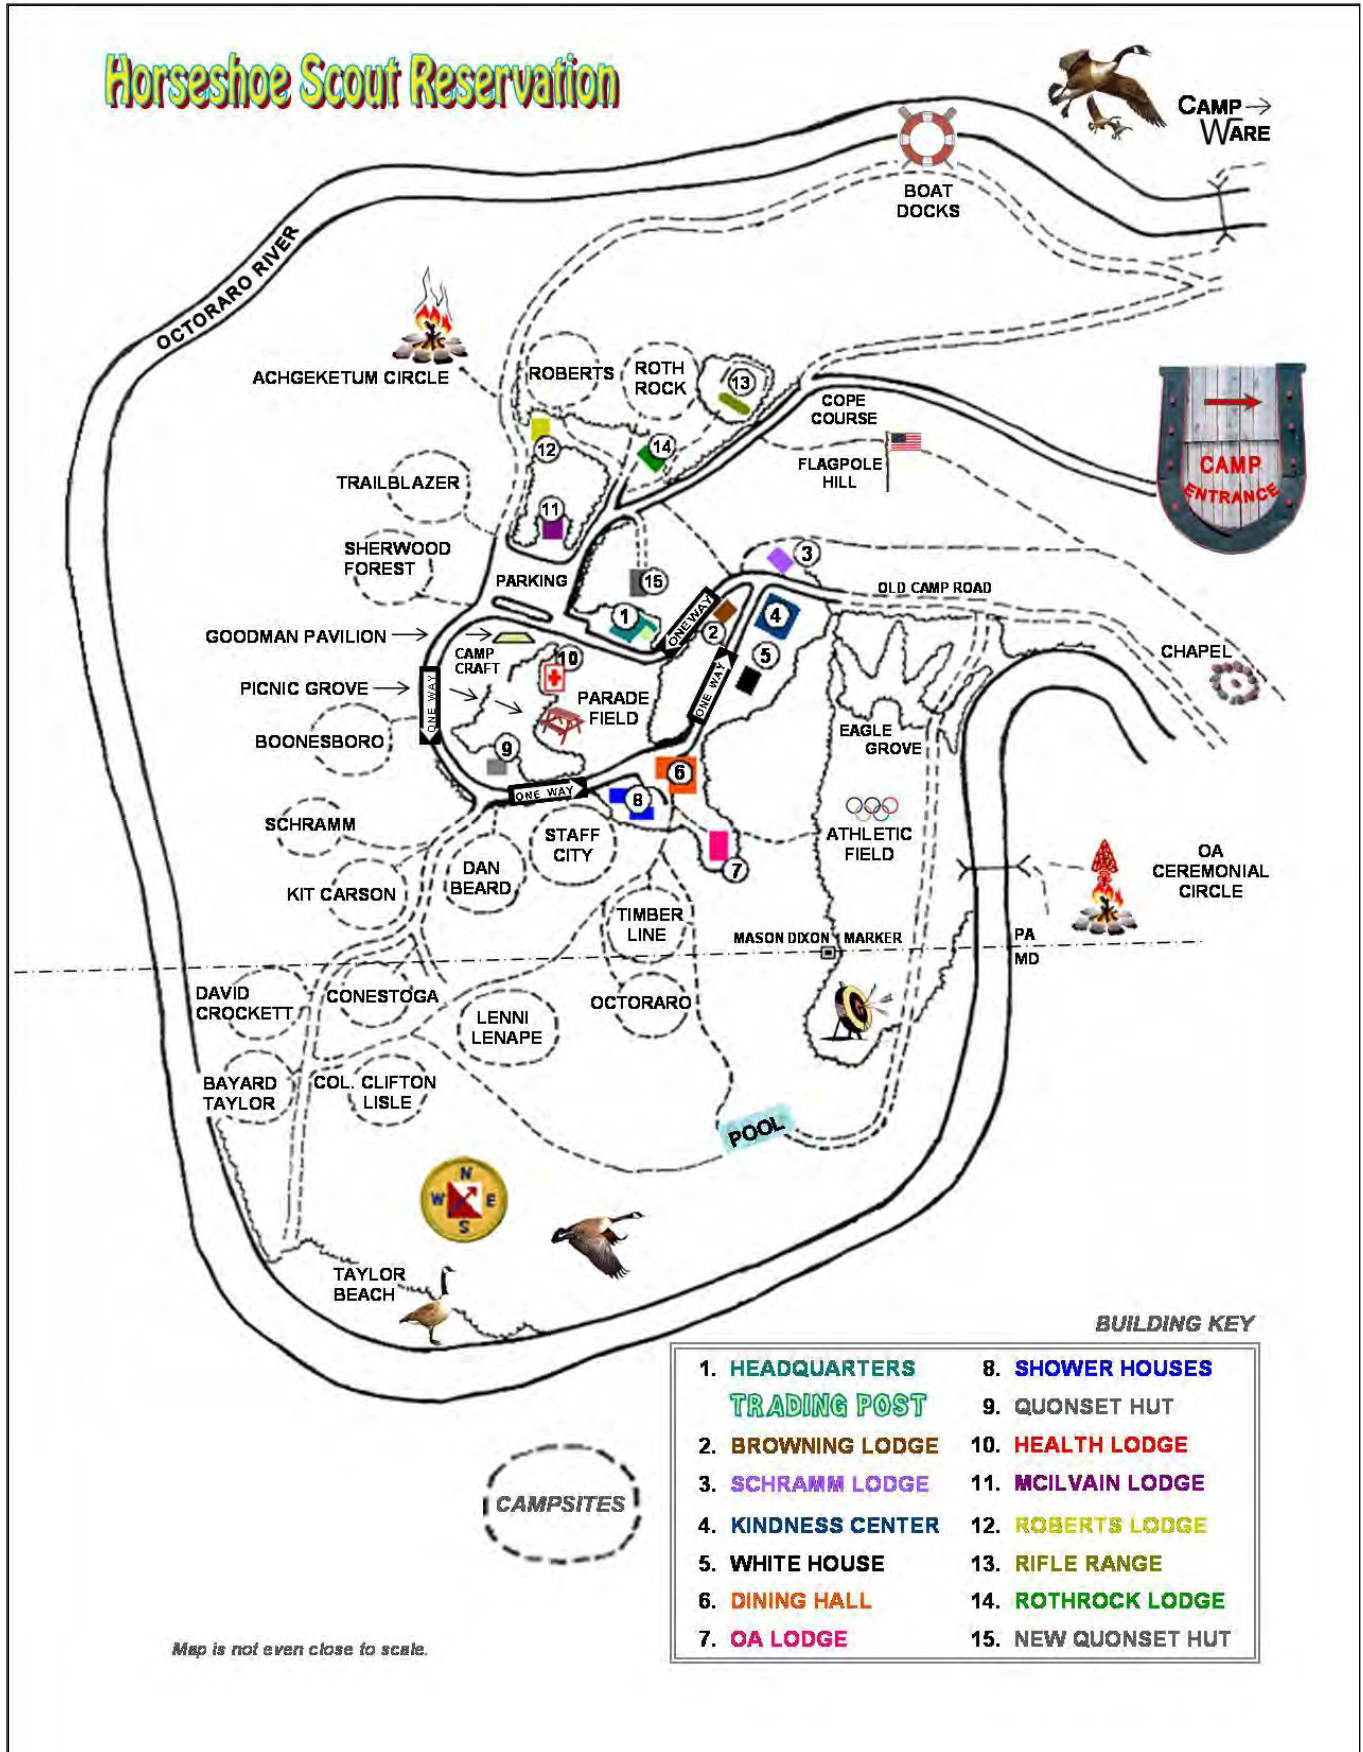 Horseshoe Scout Reservation
CAMP
WARE
BOAT
DOCKS
OCTORARO RIVER
ACHGEKETUM CIRCLE
ROBERTS
ROTH
ROCK
13
COPE
COURSE
CAMP
ENTRANCE
12
14
FLAGPOLE
HILL
TRAILBLAZER
11
SHERWOOD
FOREST
PARKING
15
3
OLD CAMP ROAD
GOODMAN PAVILION
1
ONE WAY
2
4
CAMP
CRAFT
10
5
CHAPEL
PICNIC GROVE
ONE WAY
PARADE
FIELD
ONE WAY
BOONESBORO
EAGLE
GROVE
9
6
ONE WAY
8
SCHRAMM
STAFF
CITY
ATHLETIC
FIELD
7
OA
CEREMONIAL
CIRCLE
KIT CARSON
DAN
BEARD
TIMBER
LINE
MASON DIXON MARKER
PA
MD
DAVID
CROCKETT
CONESTOGA
LENNI
LENAPE
OCTORARO
BAYARD
TAYLOR
COL. CLIFTON
LISLE
POOL
N
W E
S
TAYLOR
BEACH
BUILDING KEY
1. HEADQUARTERS
TRADING POST
2. BROWNING LODGE
3. SCHRAMM LODGE
4. KINDNESS CENTER
5. WHITE HOUSE
6. DINING HALL
7. OA LODGE
8. SHOWER HOUSES
9. QUONSET HUT
10. HEALTH LODGE
11. MCILVAIN LODGE
12. ROBERTS LODGE
13. RIFLE RANGE
14. ROTHROCK LODGE
15. NEW QUONSET HUT
CAMPSITES
Map is not even close to scale.